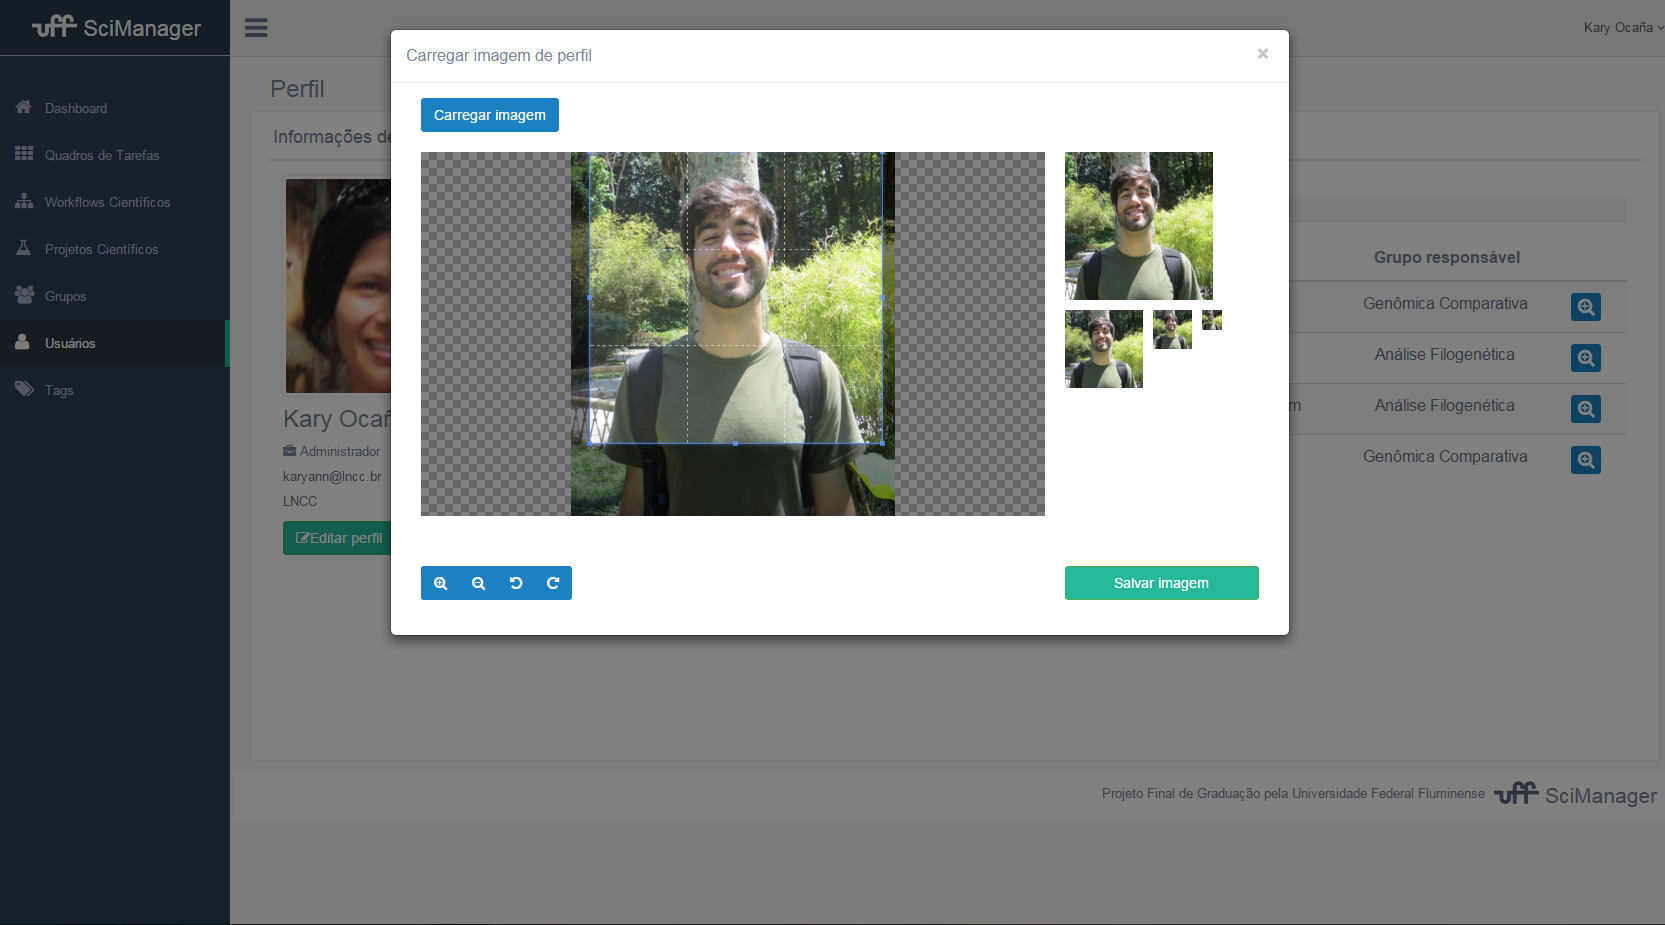 uff SciManager
Kary Ocaña
Carregar imagem de perfil
×
Perfil
Carregar imagem
Dashboard
Informações de
Quadros de Tarefas
Workflows Científicos
Projetos Científicos
Grupos
Usuários
Tags
Grupo responsável
Genômica Comparativa
Análise Filogenética
m Análise Filogenética
Genômica Comparativa
Kary Ocañ
Administrador
karyann@lncc.br
LNCC
Editar perfil
Salvar imagem
Projeto Final de Graduação pela Universidade Federal Fluminense uff SciManager